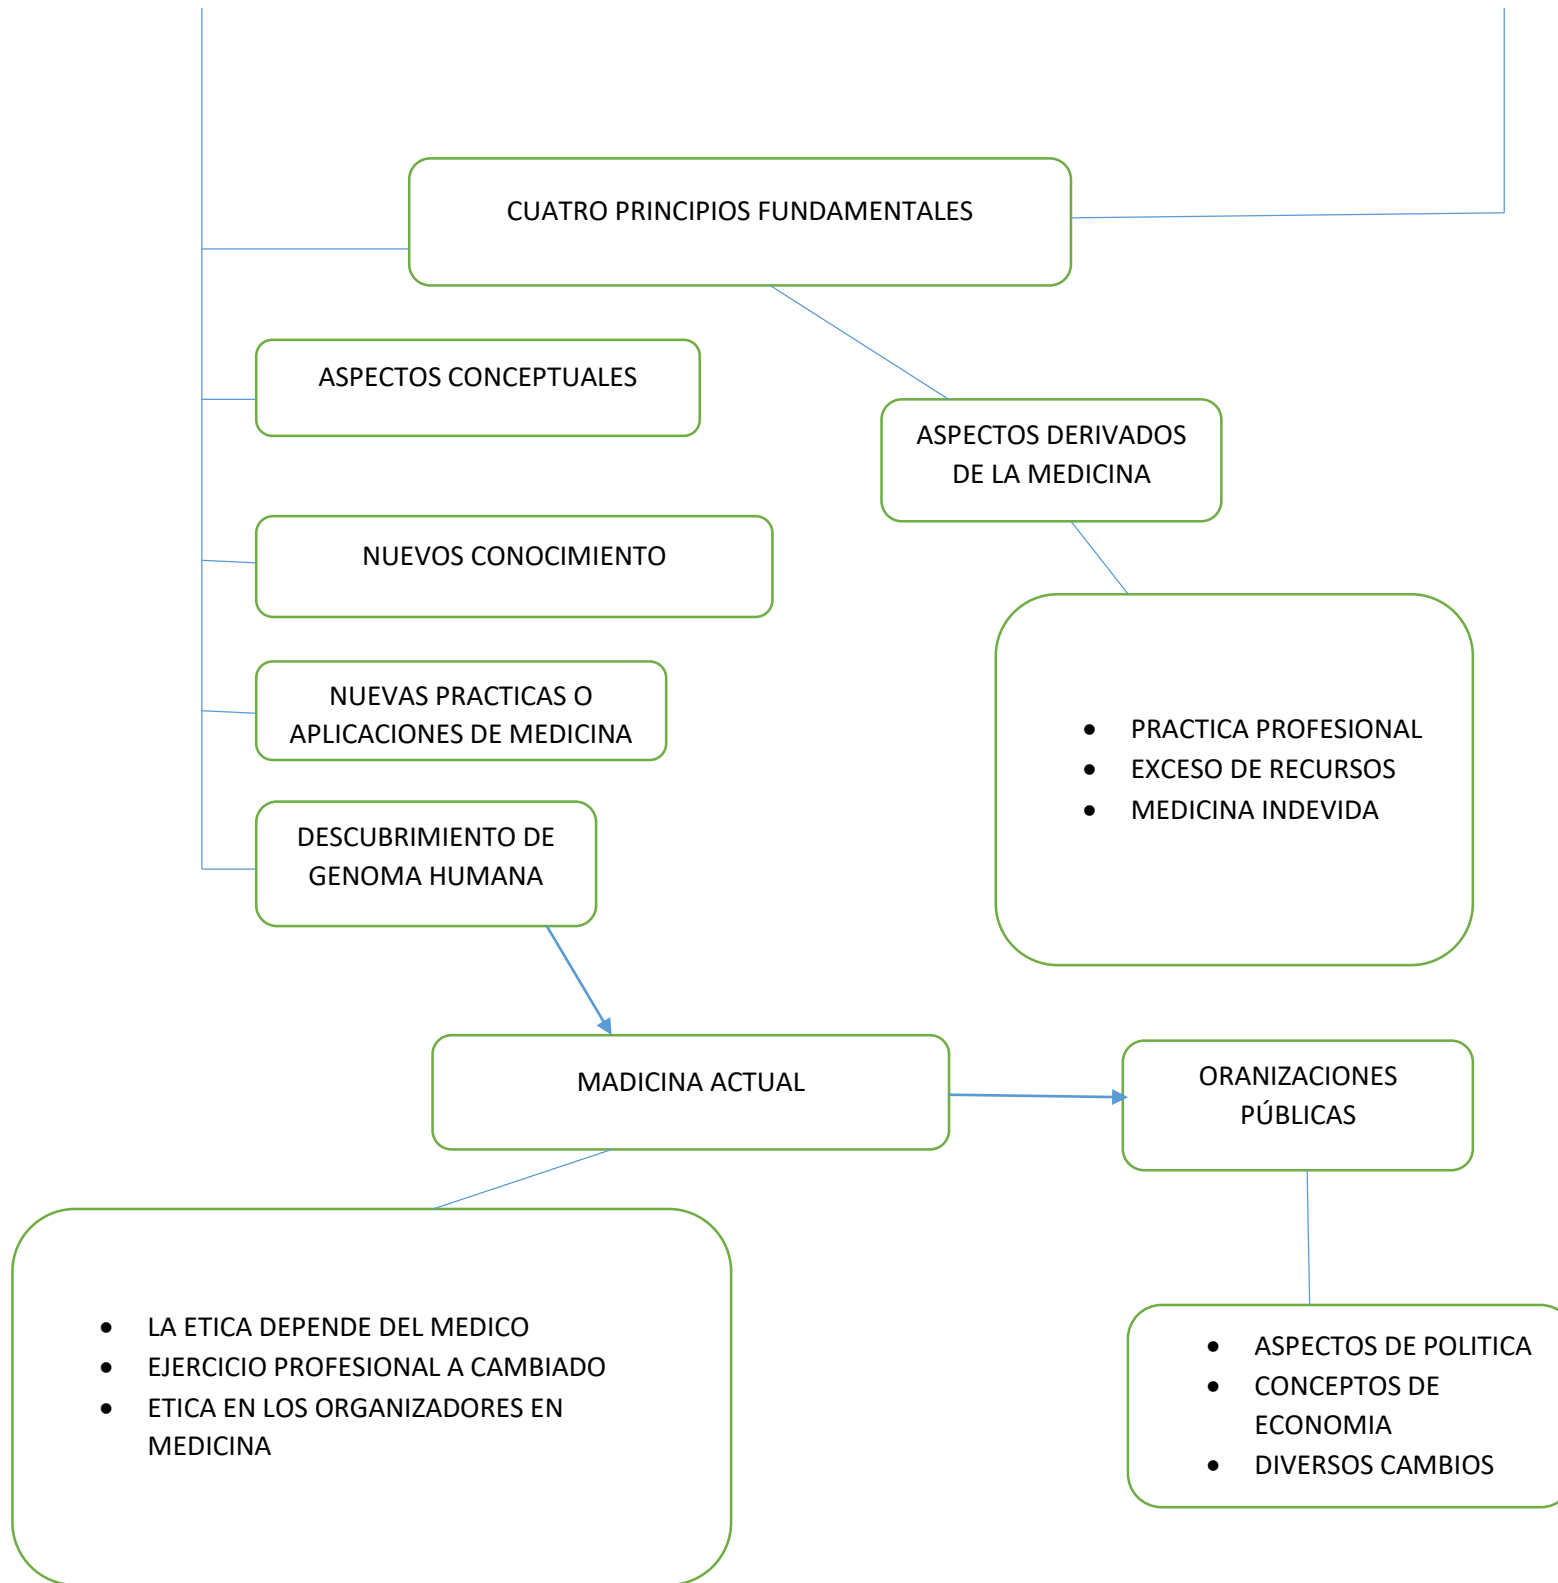 CUATRO PRINCIPIOS FUNDAMENTALES
ASPECTOS CONCEPTUALES
ASPECTOS DERIVADOS
DE LA MEDICINA
NUEVOS CONOCIMIENTO
NUEVAS PRACTICAS O
APLICACIONES DE MEDICINA
• PRACTICA PROFESIONAL
• EXCESO DE RECURSOS
• MEDICINA INDEVIDA
DESCUBRIMIENTO DE
GENOMA HUMANA
MADICINA ACTUAL
ORANIZACIONES
PÚBLICAS
• LA ETICA DEPENDE DEL MEDICO
• EJERCICIO PROFESIONAL A CAMBIADO
• ETICA EN LOS ORGANIZADORES EN
MEDICINA
• ASPECTOS DE POLITICA
• CONCEPTOS DE
ECONOMIA
• DIVERSOS CAMBIOS